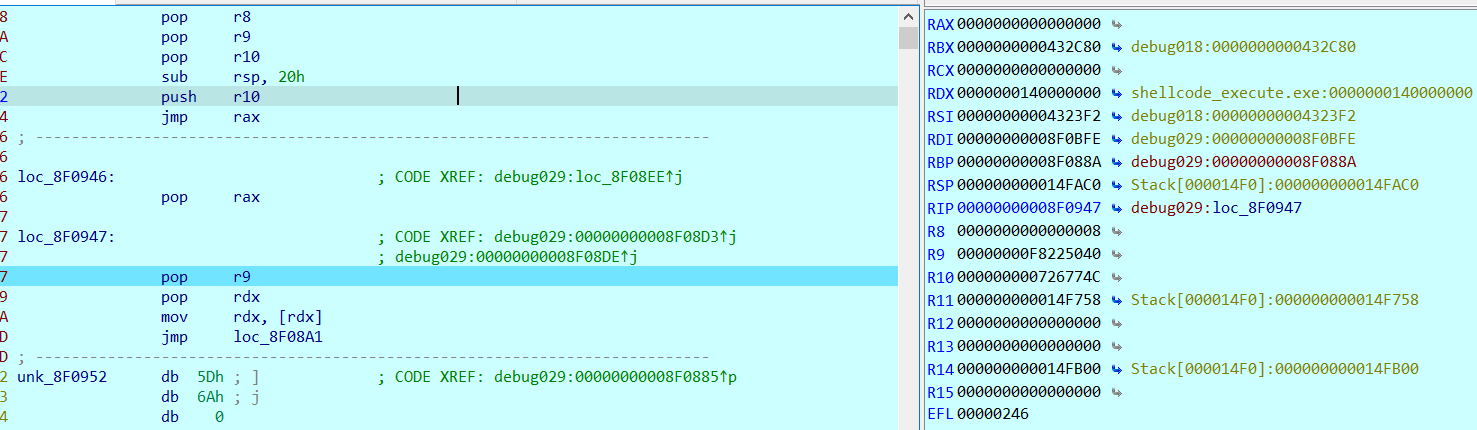 8 pop r8
A pop r9
C pop r10
E sub rsp, 20h
2 push r10
4 jmp rax
6 ; ---------------------------------------------------------------------------
6
6 loc_8F0946: ; CODE XREF: debug029:loc_8F08EE↑j
6 pop rax
7
7 loc_8F0947: ; CODE XREF: debug029:00000000008F08D3↑j
7 ; debug029:00000000008F08DE↑j
7 pop r9
9 pop rdx
A mov rdx, [rdx]
D jmp loc_8F08A1
D ; ---------------------------------------------------------------------------
2 unk_8F0952 db 5Dh ; ] ; CODE XREF: debug029:00000000008F0885↑p
3 db 6Ah ; j
4 db 0
RAX 0000000000000000 ↳
RBX 0000000000432C80 ↳ debug018:0000000000432C80
RCX 0000000000000000 ↳
RDX 0000000140000000 ↳ shellcode_execute.exe:0000000140000000
RSI 00000000004323F2 ↳ debug018:00000000004323F2
RDI 00000000008F0BFE ↳ debug029:00000000008F0BFE
RBP 00000000008F088A ↳ debug029:00000000008F088A
RSP 000000000014FAC0 ↳ Stack[000014F0]:000000000014FAC0
RIP 00000000008F0947 ↳ debug029:loc_8F0947
R8 0000000000000008 ↳
R9 00000000F8225040 ↳
R10 000000000726774C ↳
R11 000000000014F758 ↳ Stack[000014F0]:000000000014F758
R12 0000000000000000 ↳
R13 0000000000000000 ↳
R14 000000000014FB00 ↳ Stack[000014F0]:000000000014FB00
R15 0000000000000000 ↳
EFL 00000246